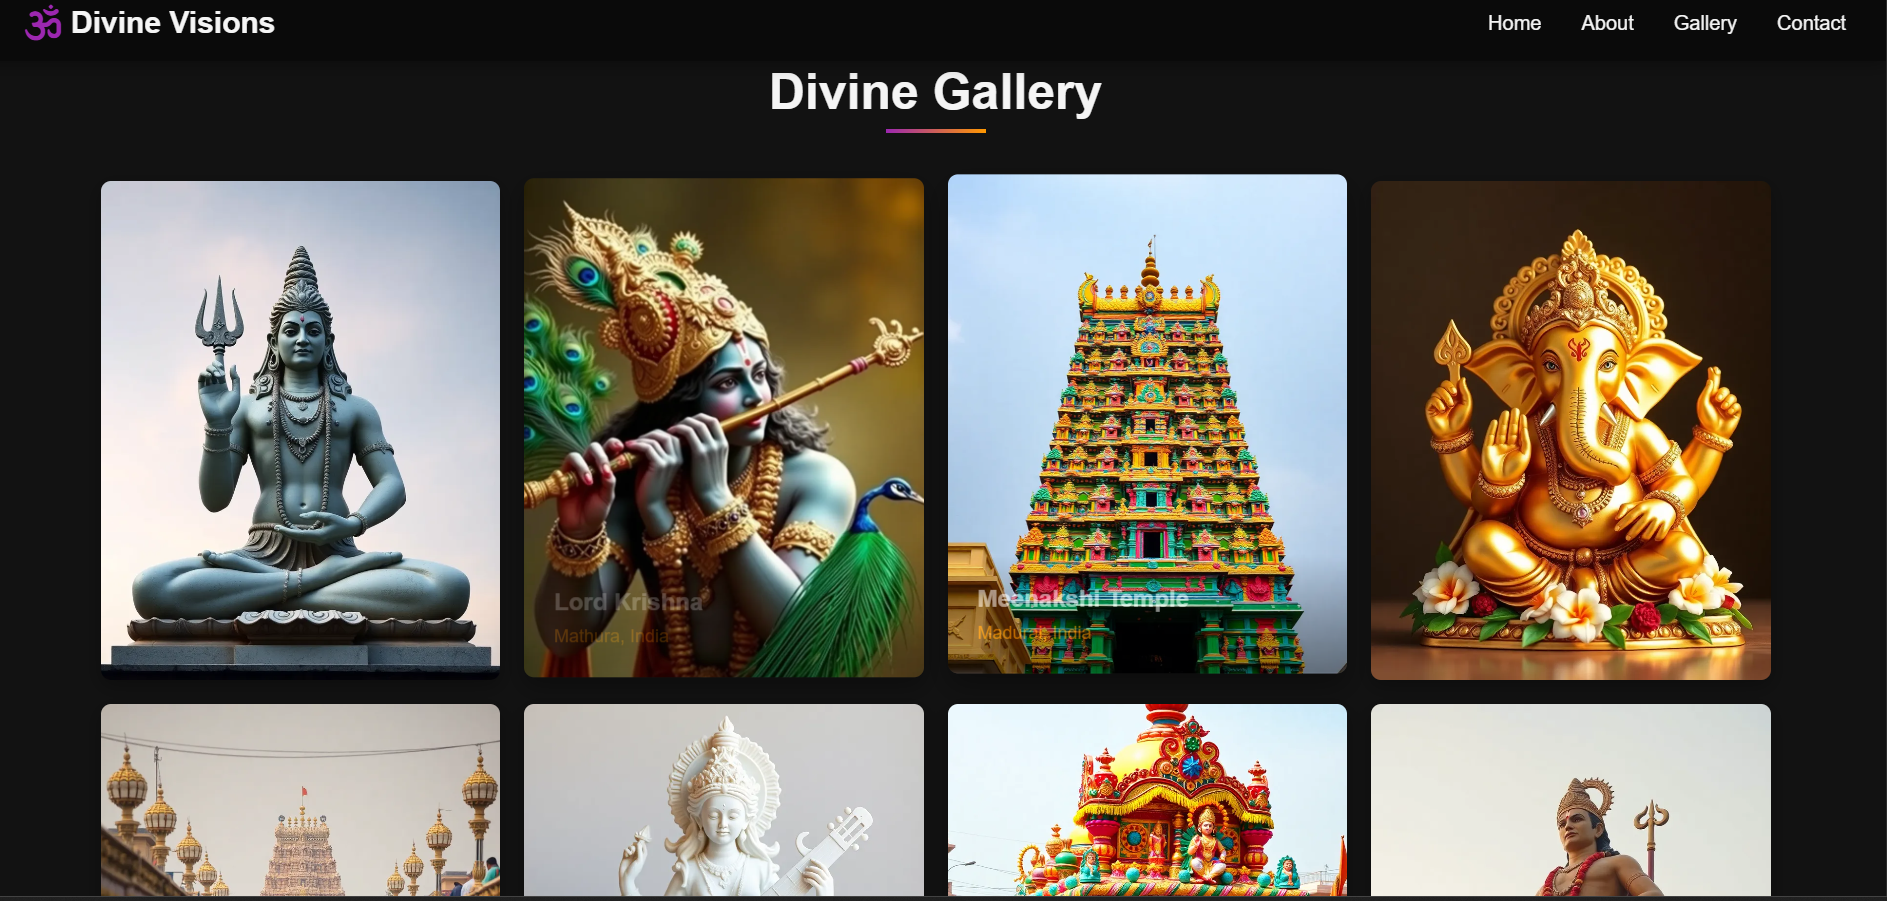 ॐ Divine Visions
Home About Gallery Contact
Divine Gallery
Lord Krishna
Mathura, India
Meenakshi Temple
Madurai, India